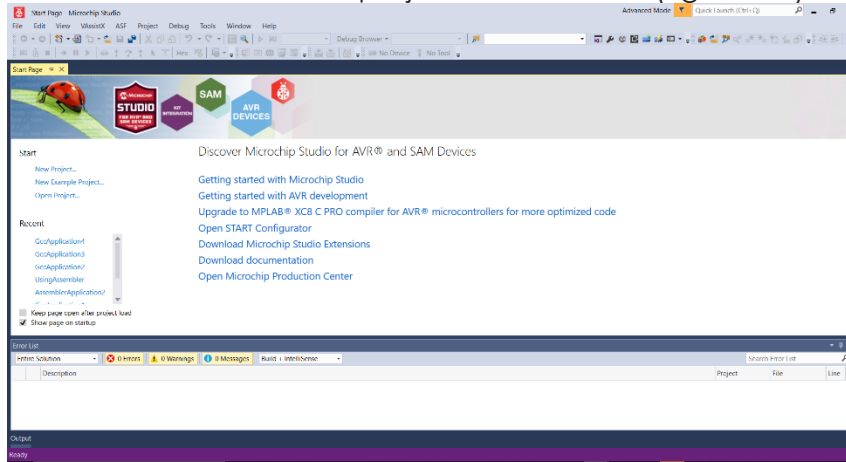 Start Page - Microchip Studio
Advanced Mode
Quick Launch (Ctrl+Q)
File Edit View VAssistX ASF Project Debug Tools Window Help
Debug Browser
Hex
No Device
No Tool
Start Page
MICROCHIP
STUDIO
FOR AVR® AND
SAM DEVICES
KIT
INTEGRATION
SAM
AVR
DEVICES
Start
New Project...
New Example Project...
Open Project...
Recent
GccApplication4
GccApplication3
GccApplication2
UsingAssembler
AssemblerApplication2
Keep page open after project load
Show page on startup
Discover Microchip Studio for AVR® and SAM Devices
Getting started with Microchip Studio
Getting started with AVR development
Upgrade to MPLAB® XC8 C PRO compiler for AVR® microcontrollers for more optimized code
Open START Configurator
Download Microchip Studio Extensions
Download documentation
Open Microchip Production Center
Error List
Entire Solution
0 Errors
0 Warnings
0 Messages
Build + IntelliSense
Search Error List
Description Project File Line
Output
Ready